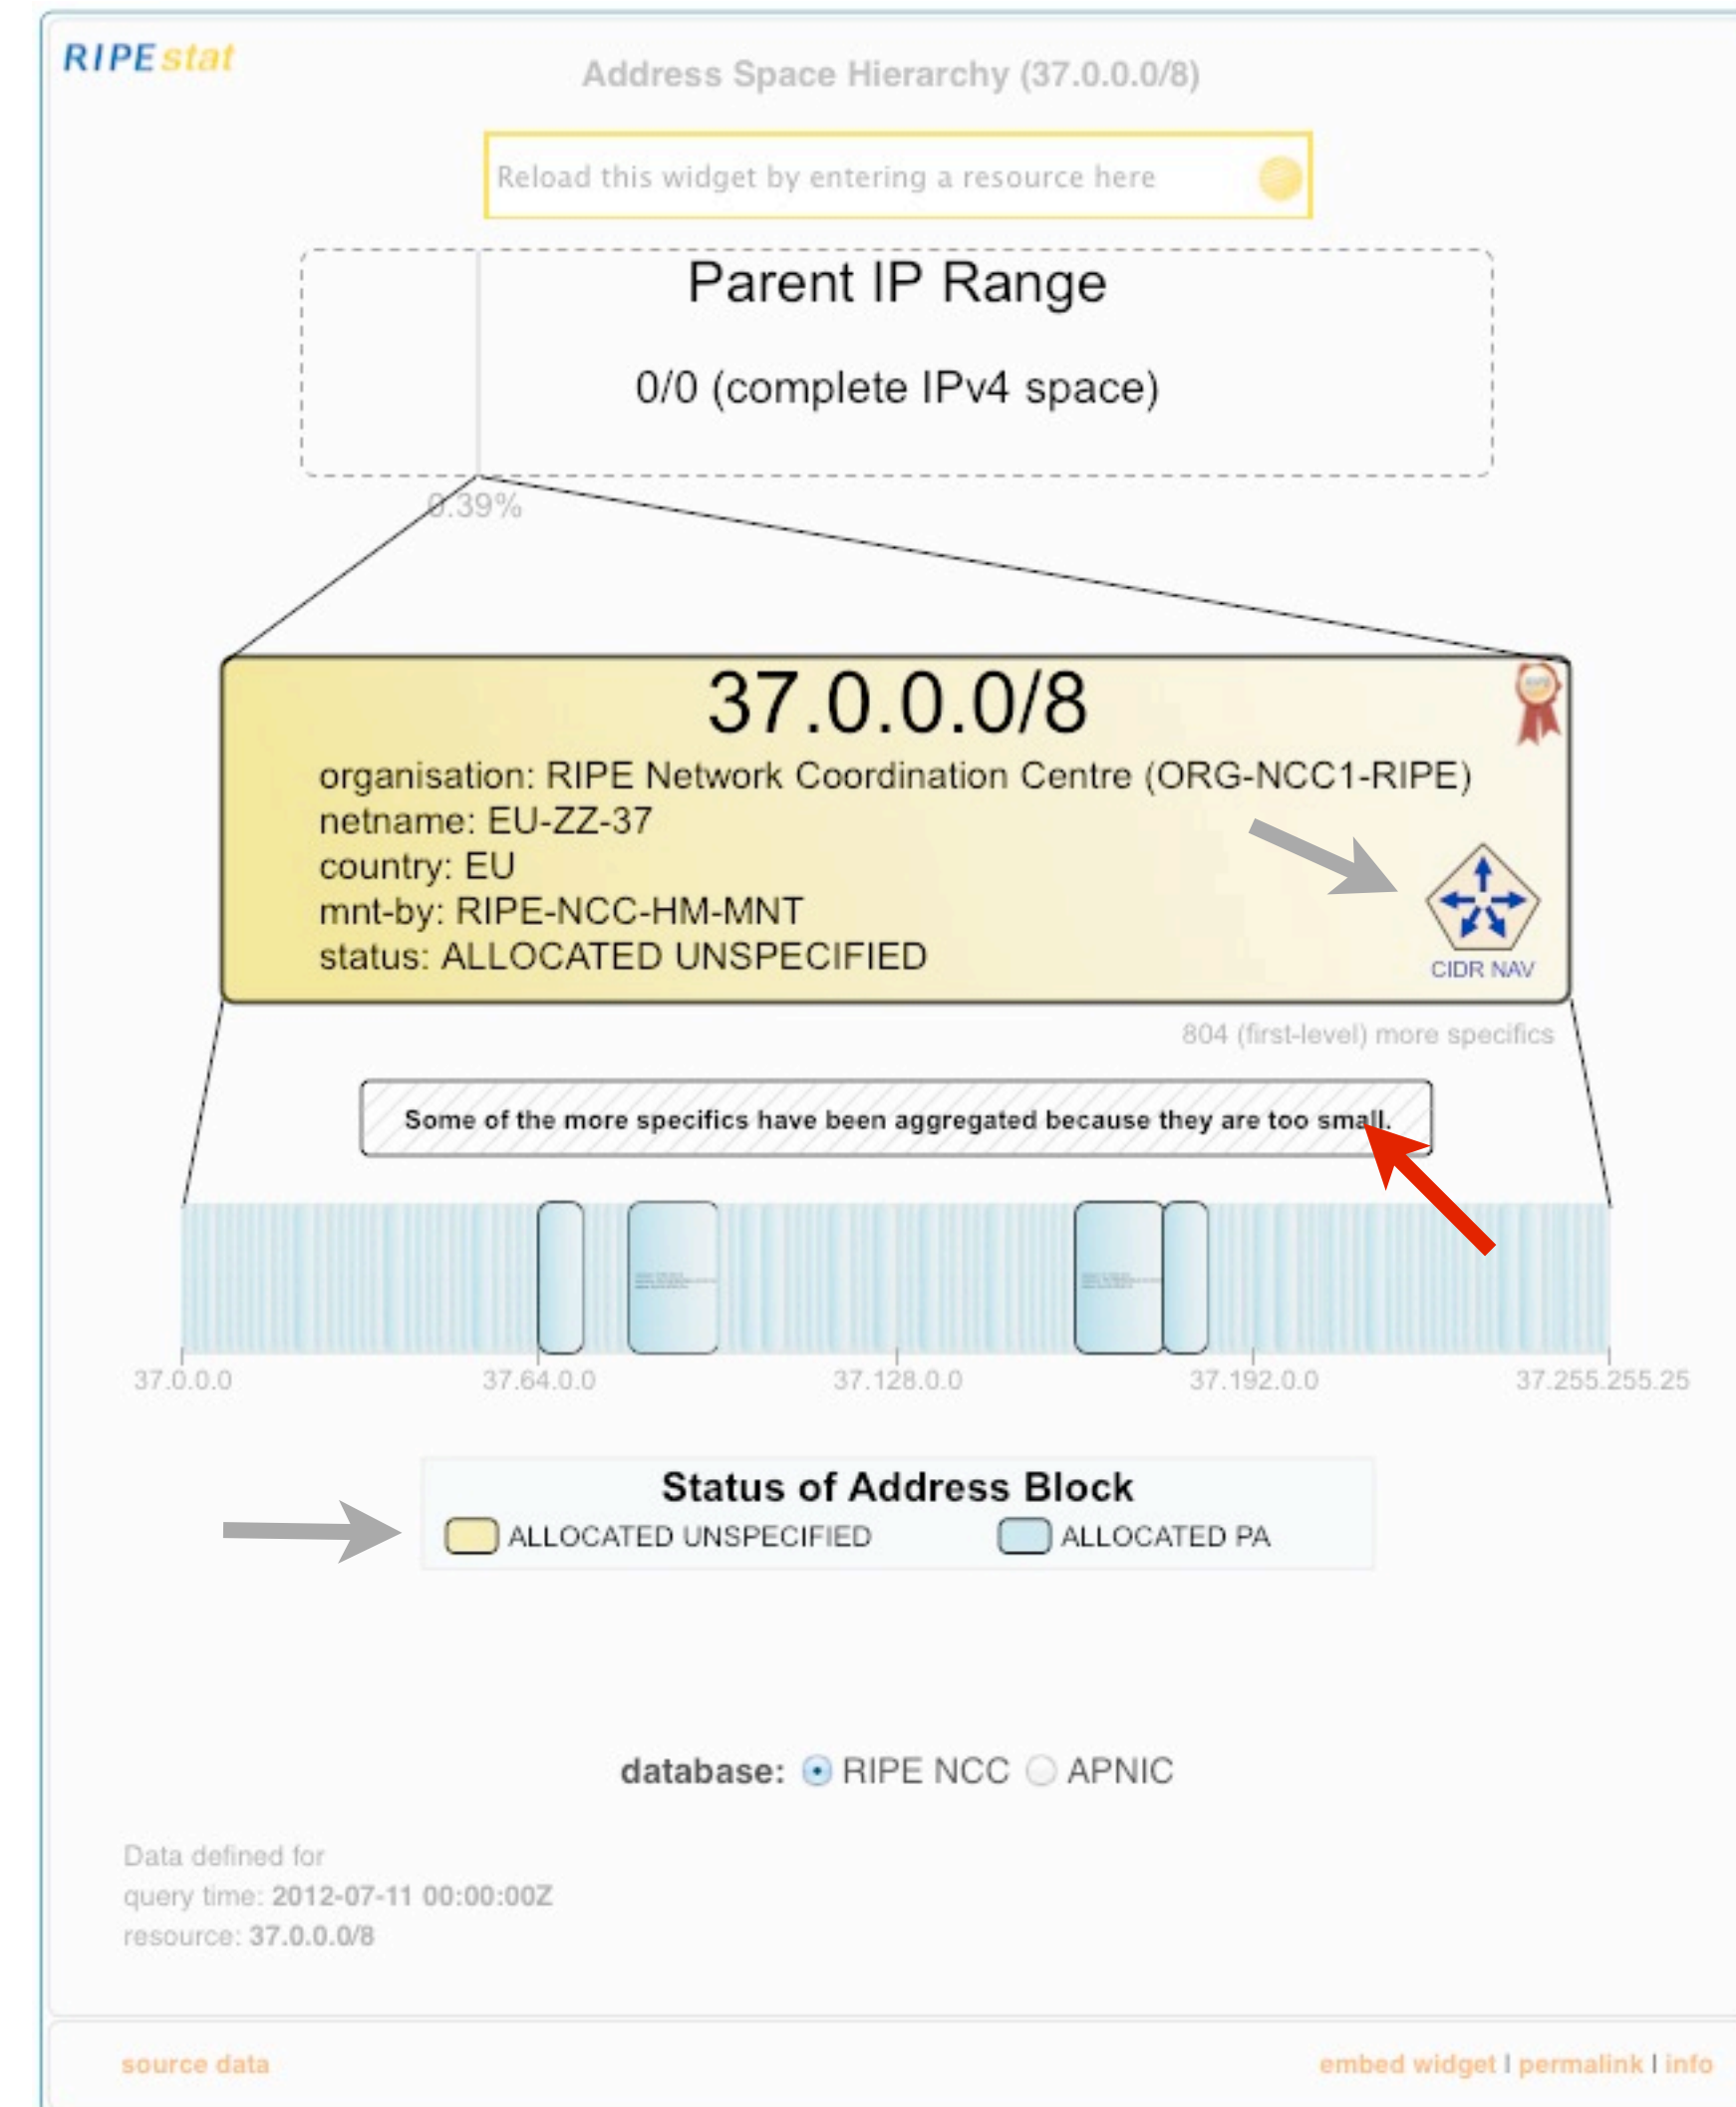 RIPEstat
Address Space Hierarchy (37.0.0.0/8)
Reload this widget by entering a resource here
Parent IP Range
0/0 (complete IPv4 space)
0.39%
37.0.0.0/8
organisation: RIPE Network Coordination Centre (ORG-NCC1-RIPE)
netname: EU-ZZ-37
country: EU
mnt-by: RIPE-NCC-HM-MNT
status: ALLOCATED UNSPECIFIED
CIDR NAV
804 (first-level) more specifics
Some of the more specifics have been aggregated because they are too small.
37.0.0.0 37.64.0.0 37.128.0.0 37.192.0.0 37.255.255.25
Status of Address Block
ALLOCATED UNSPECIFIED ALLOCATED PA
database: RIPE NCC APNIC
Data defined for
query time: 2012-07-11 00:00:00Z
resource: 37.0.0.0/8
source data embed widget | permalink | info